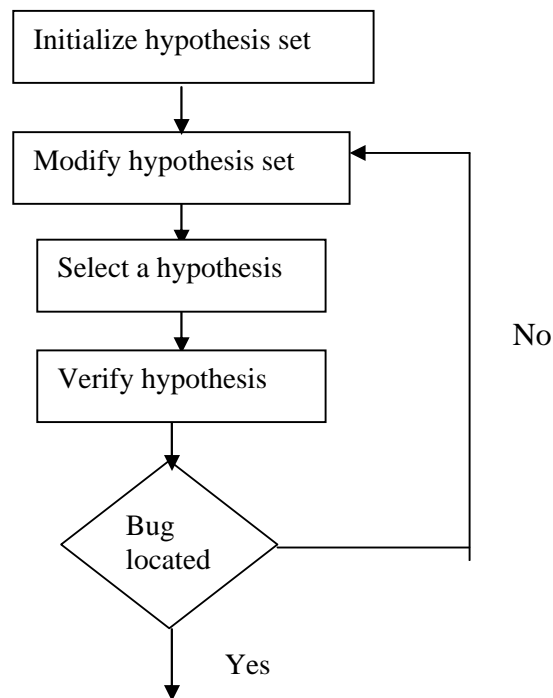 Initialize hypothesis set
Modify hypothesis set
Select a hypothesis
No
Verify hypothesis
Bug
located
Yes